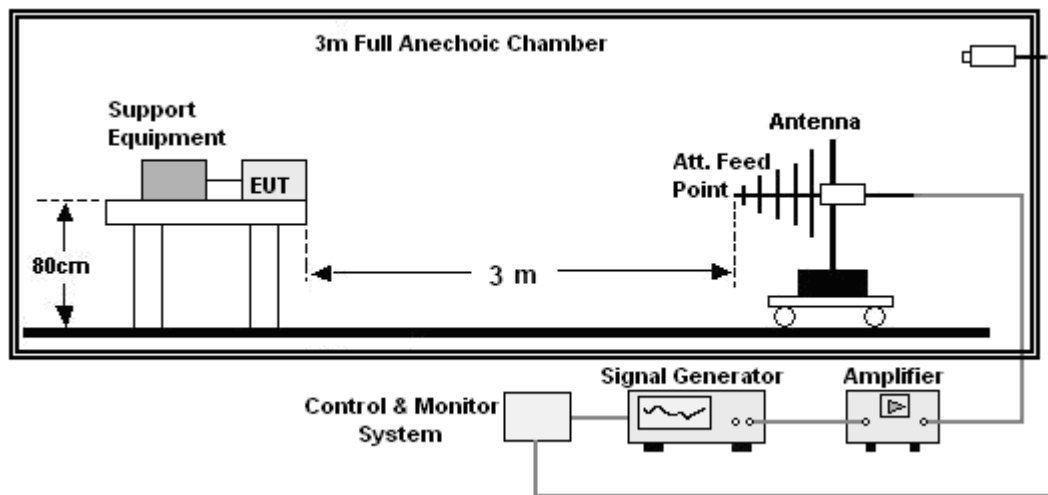 3m Full Anechoic Chamber
Support
Equipment
EUT
80cm
3 m
Antenna
Att. Feed
Point
Signal Generator
Amplifier
Control & Monitor
System